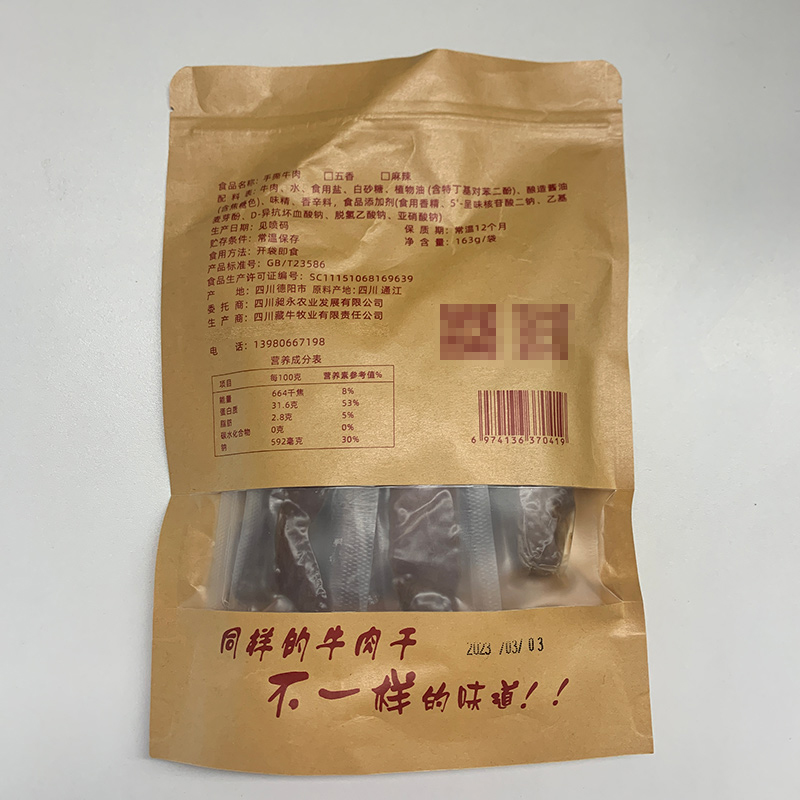 食品名称：手撕牛肉 □五香 □麻辣
配 料 表：牛肉、水、食用盐、白砂糖、植物油(含特丁基对苯二酚)、酿造酱油
(含焦糖色)、味精、香辛料，食品添加剂(食用香精、5'-呈味核苷酸二钠、乙基
麦芽酚、D-异抗坏血酸钠、脱氢乙酸钠、亚硝酸钠)
生产日期：见喷码 保 质 期：常温12个月
贮存条件：常温保存 净 含 量：163g/袋
食用方法：开袋即食
产品标准号：GB/T23586
食品生产许可证编号：SC11151068169639
产 地：四川德阳市 原料产地：四川 通江
委 托 商：四川昶永农业发展有限公司
生 产 商：四川藏牛牧业有限责任公司
电 话：13980667198
营养成分表
项目 每100克 营养素参考值%
能量 664千焦 8%
蛋白质 31.6克 53%
脂肪 2.8克 5%
碳水化合物 0克 0%
钠 592毫克 30%
6 974136 370419
同样的牛肉干
2023 /03/ 03
不一样的味道！！